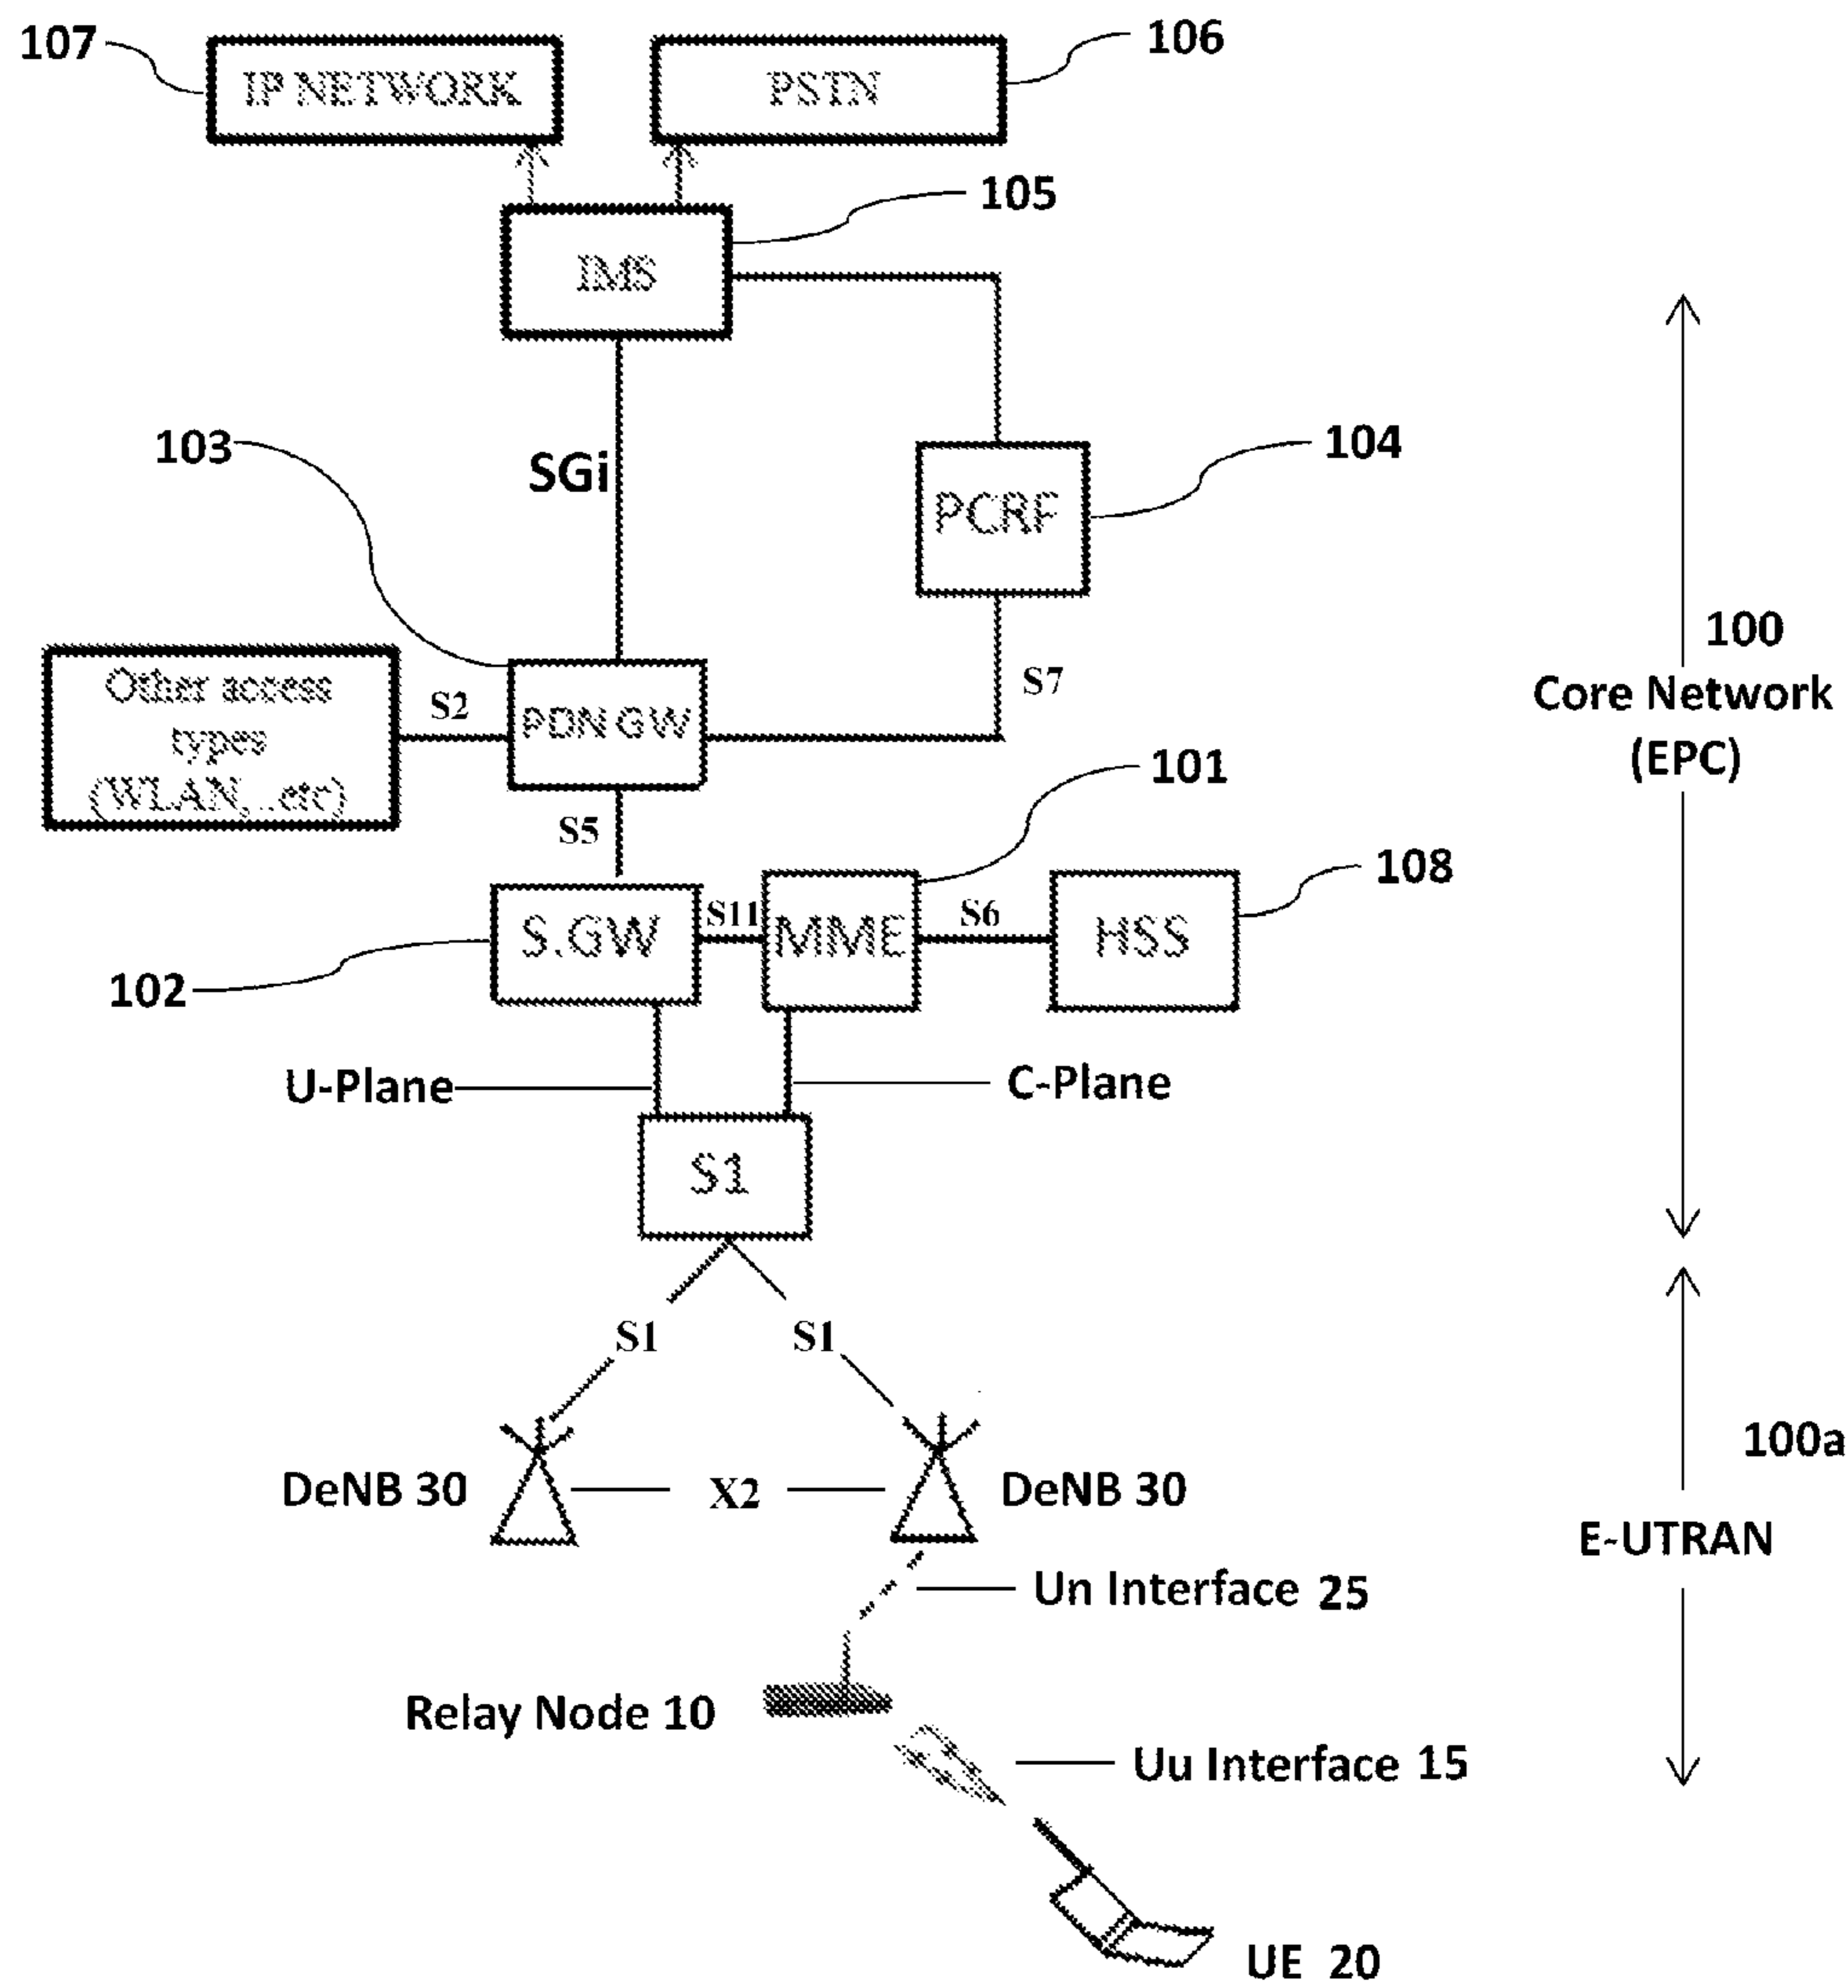 107
IP NETWORK
PSTN
106
105
IMS
103
SGi
104
PCRF
100
Core Network
(EPC)
Other access
types
(WLAN,..etc)
S2
PDN GW
S7
101
S5
108
S.GW
S11
MME
S6
HSS
102
U-Plane
C-Plane
S1
S1
S1
100a
DeNB 30
X2
DeNB 30
E-UTRAN
Un Interface 25
Relay Node 10
Uu Interface 15
UE 20